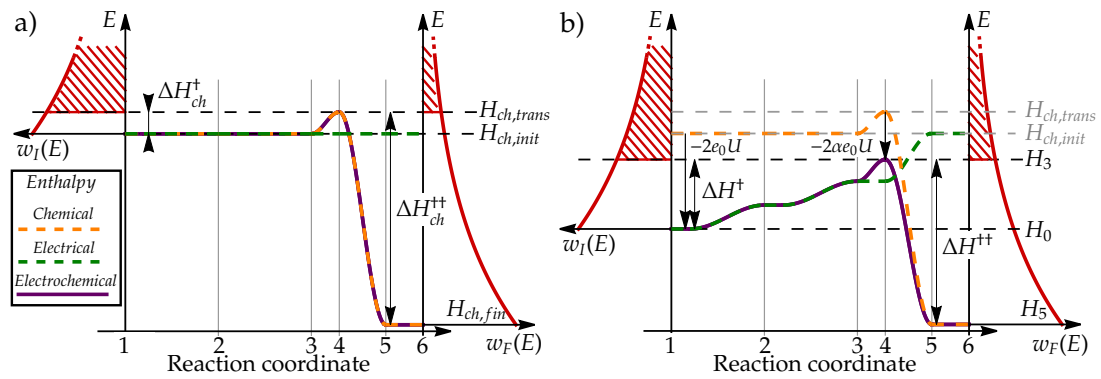 a)
E
E
ΔH†ch
Hch,trans
Hch,init
wI(E)
Enthalpy
Chemical
Electrical
Electrochemical
ΔH††ch
Hch,fin
1 2 3 4 5 6
Reaction coordinate
wF(E)
b)
E
E
Hch,trans
Hch,init
-2e0U
-2αe0U
H3
ΔH†
wI(E)
H0
ΔH††
H5
1 2 3 4 5 6
Reaction coordinate
wF(E)